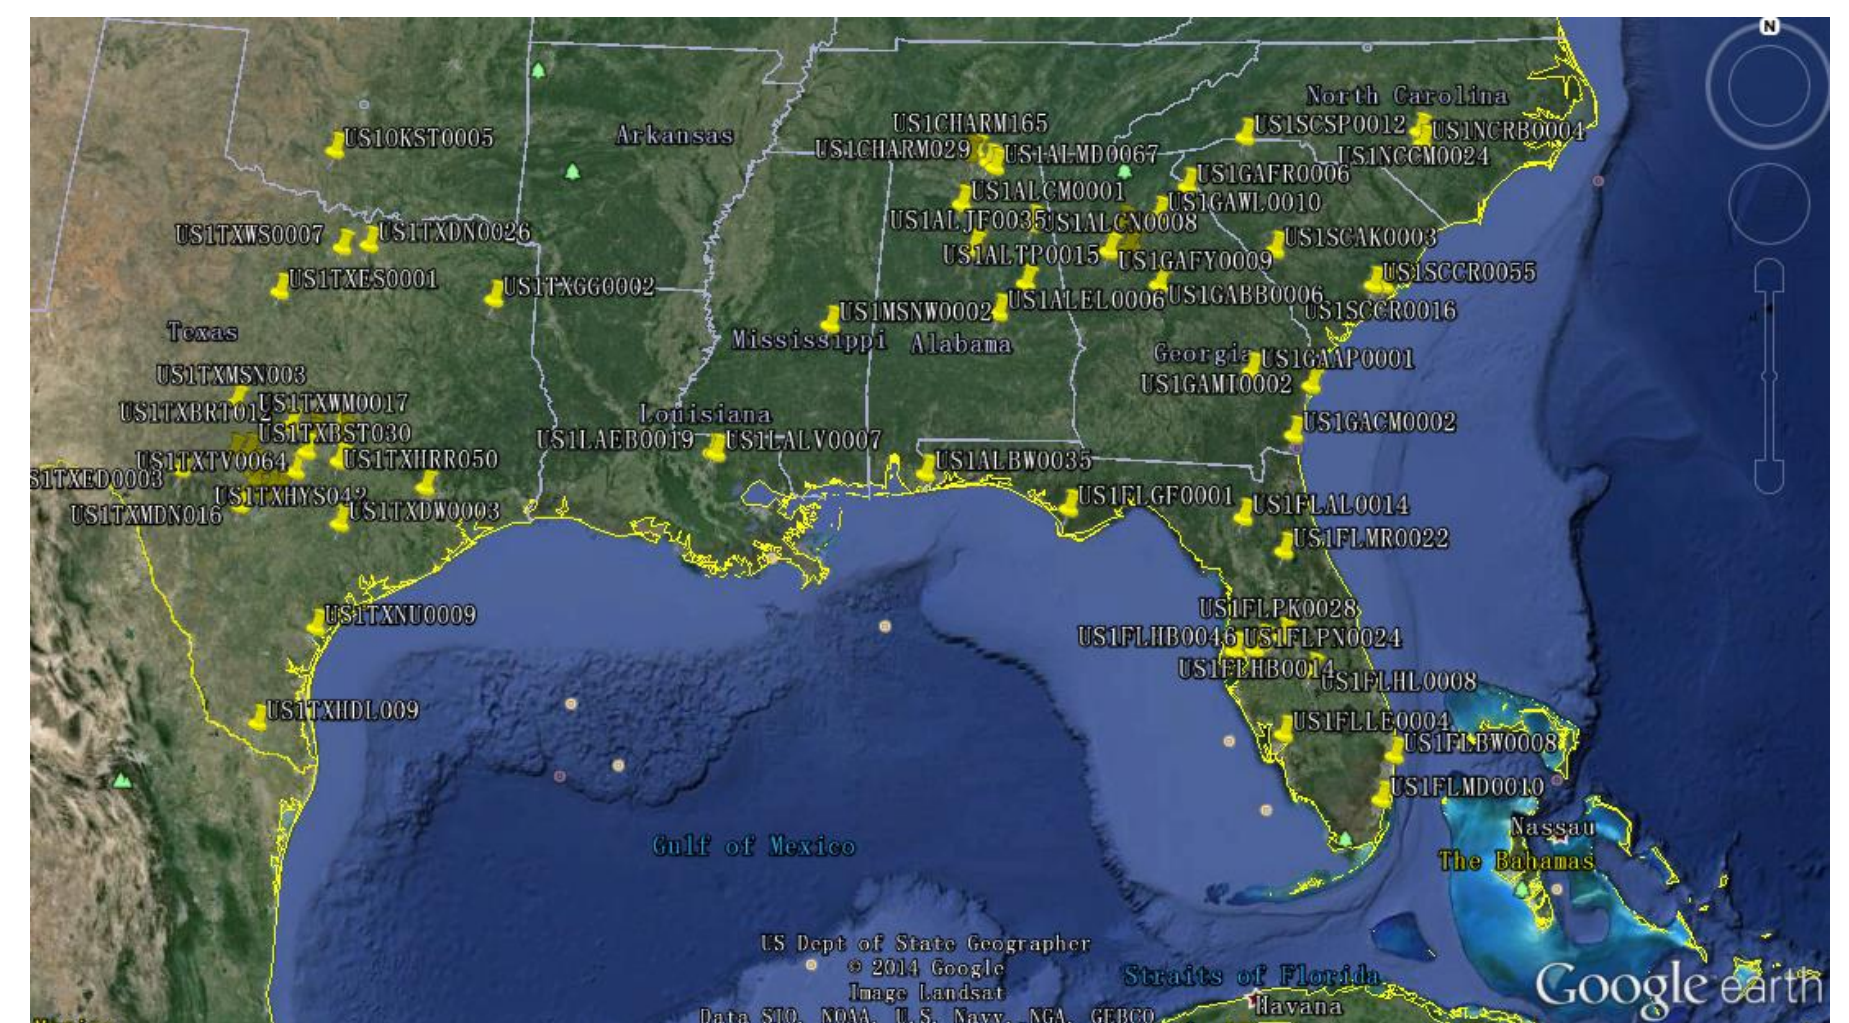 N
North Carolina
US1CHARM165
US1SCSP0012
US1NCRB0004
US1OKST0005
Arkansas
US1CHARM029
US1ALMD0067
US1NCCM0024
US1GAFR0006
US1ALCM0001
US1GAWL0010
US1ALJF0035
US1ALCN0008
US1TXWS0007
US1TXDN0026
US1SCAK0003
US1ALTP0015
US1GAFY0009
US1SCCR0055
US1TXES0001
US1TXGG0002
US1ALEL0006
US1GABB0006
US1MSNW0002
US1SCCR0016
Texas
Mississippi
Alabama
Georgia
US1GAAP0001
US1TXMSN003
US1GAMI0002
US1TXBRT012
US1TXWM0017
Louisiana
US1GACM0002
US1TXBST030
US1LAEB0019
US1LALV0007
US1TXTV0064
US1TXHRR050
US1ALBW0035
S1TXED0003
US1TXHYS042
US1FLGF0001
US1FLAL0014
US1TXMDN016
US1TXDW0003
US1FLMR0022
US1TXNU0009
US1FLPK0028
US1FLHB0046
US1FLPN0024
US1FLHB0014
US1FLHL0008
US1TXHDL009
US1FLLE0004
US1FLBW0008
US1FLMD0010
Nassau
Gulf of Mexico
The Bahamas
US Dept of State Geographer
© 2014 Google
Image Landsat
Data SIO, NOAA, U.S. Navy, NGA, GEBCO
Straits of Florida
Havana
Google earth